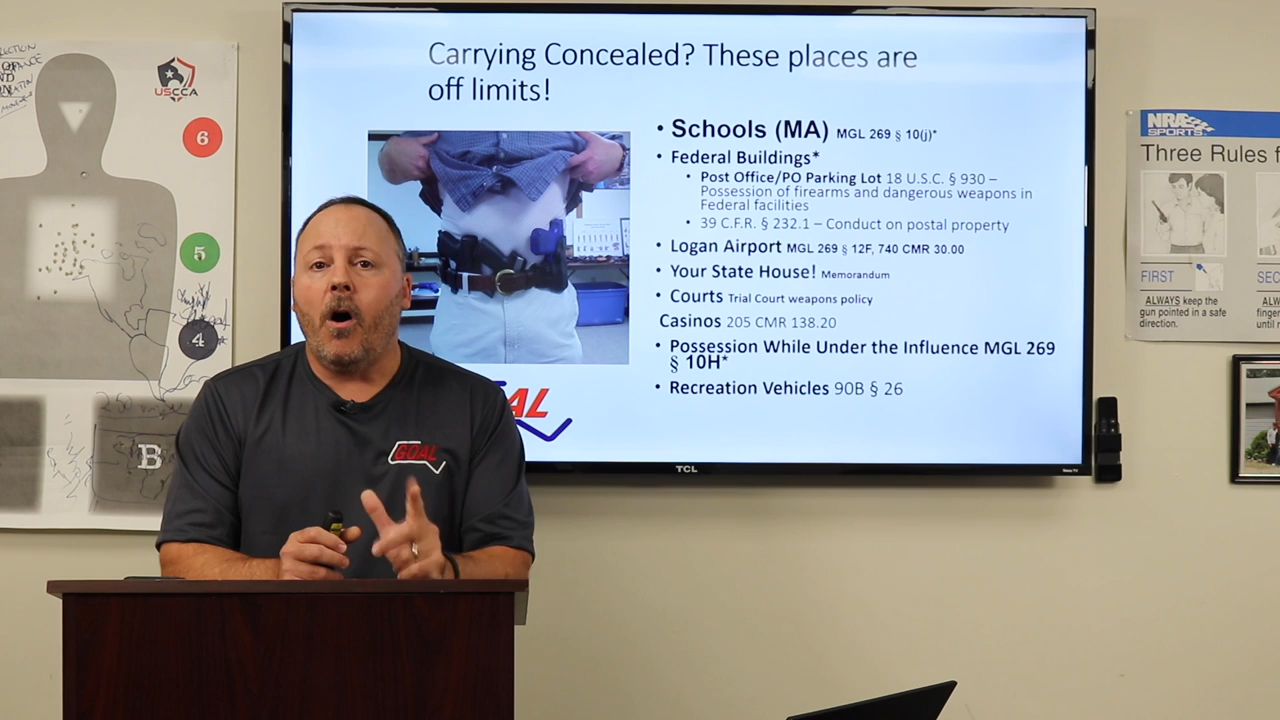 Carrying Concealed? These places are
off limits!
• Schools (MA) MGL 269 § 10(j)*
• Federal Buildings*
• Post Office/PO Parking Lot 18 U.S.C. § 930 –
Possession of firearms and dangerous weapons in
Federal facilities
• 39 C.F.R. § 232.1 – Conduct on postal property
• Logan Airport MGL 269 § 12F, 740 CMR 30.00
• Your State House! Memorandum
• Courts Trial Court weapons policy
Casinos 205 CMR 138.20
• Possession While Under the Influence MGL 269
§ 10H*
• Recreation Vehicles 90B § 26
AL
TCL
USCCA
6
5
4
B
GOAL
NRA
SPORTS
Three Rules f
FIRST
SEC
ALWAYS keep the
gun pointed in a safe
direction.
ALWA
finger
until r